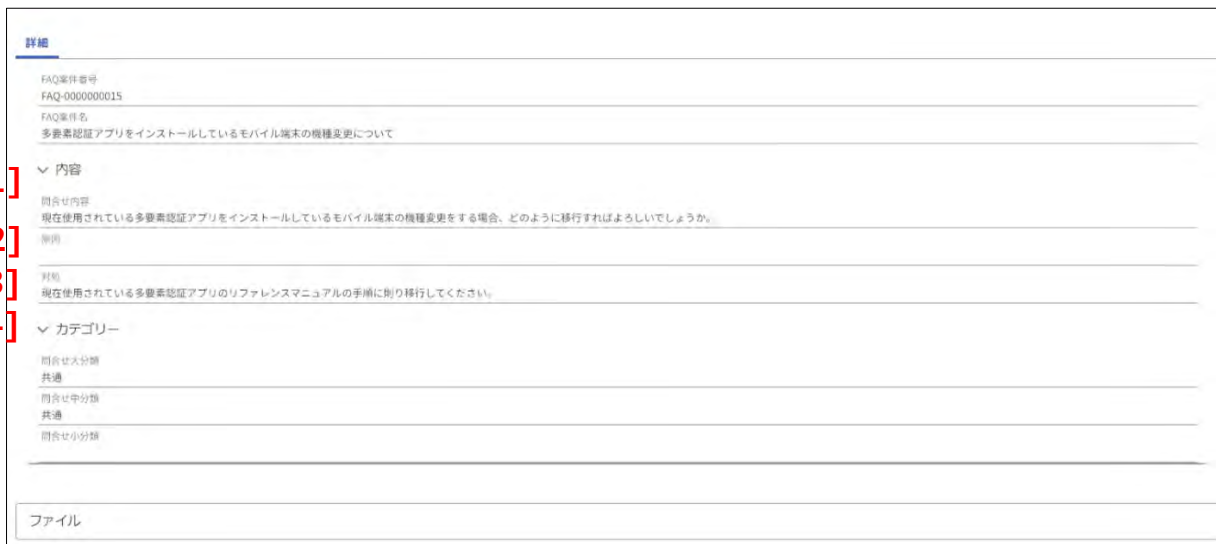 詳細
FAQ案件番号
FAQ-0000000015
FAQ案件名
多要素認証アプリをインストールしているモバイル端末の機種変更について
内容
問合せ内容
現在使用されている多要素認証アプリをインストールしているモバイル端末の機種変更をする場合、どのように移行すればよろしいでしょうか。
2]
原因
3]
対処
現在使用されている多要素認証アプリのリファレンスマニュアルの手順に則り移行してください。
カテゴリー
問合せ大分類
共通
問合せ中分類
共通
問合せ小分類
ファイル